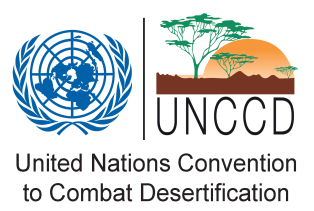 UNCCD
United Nations Convention
to Combat Desertification